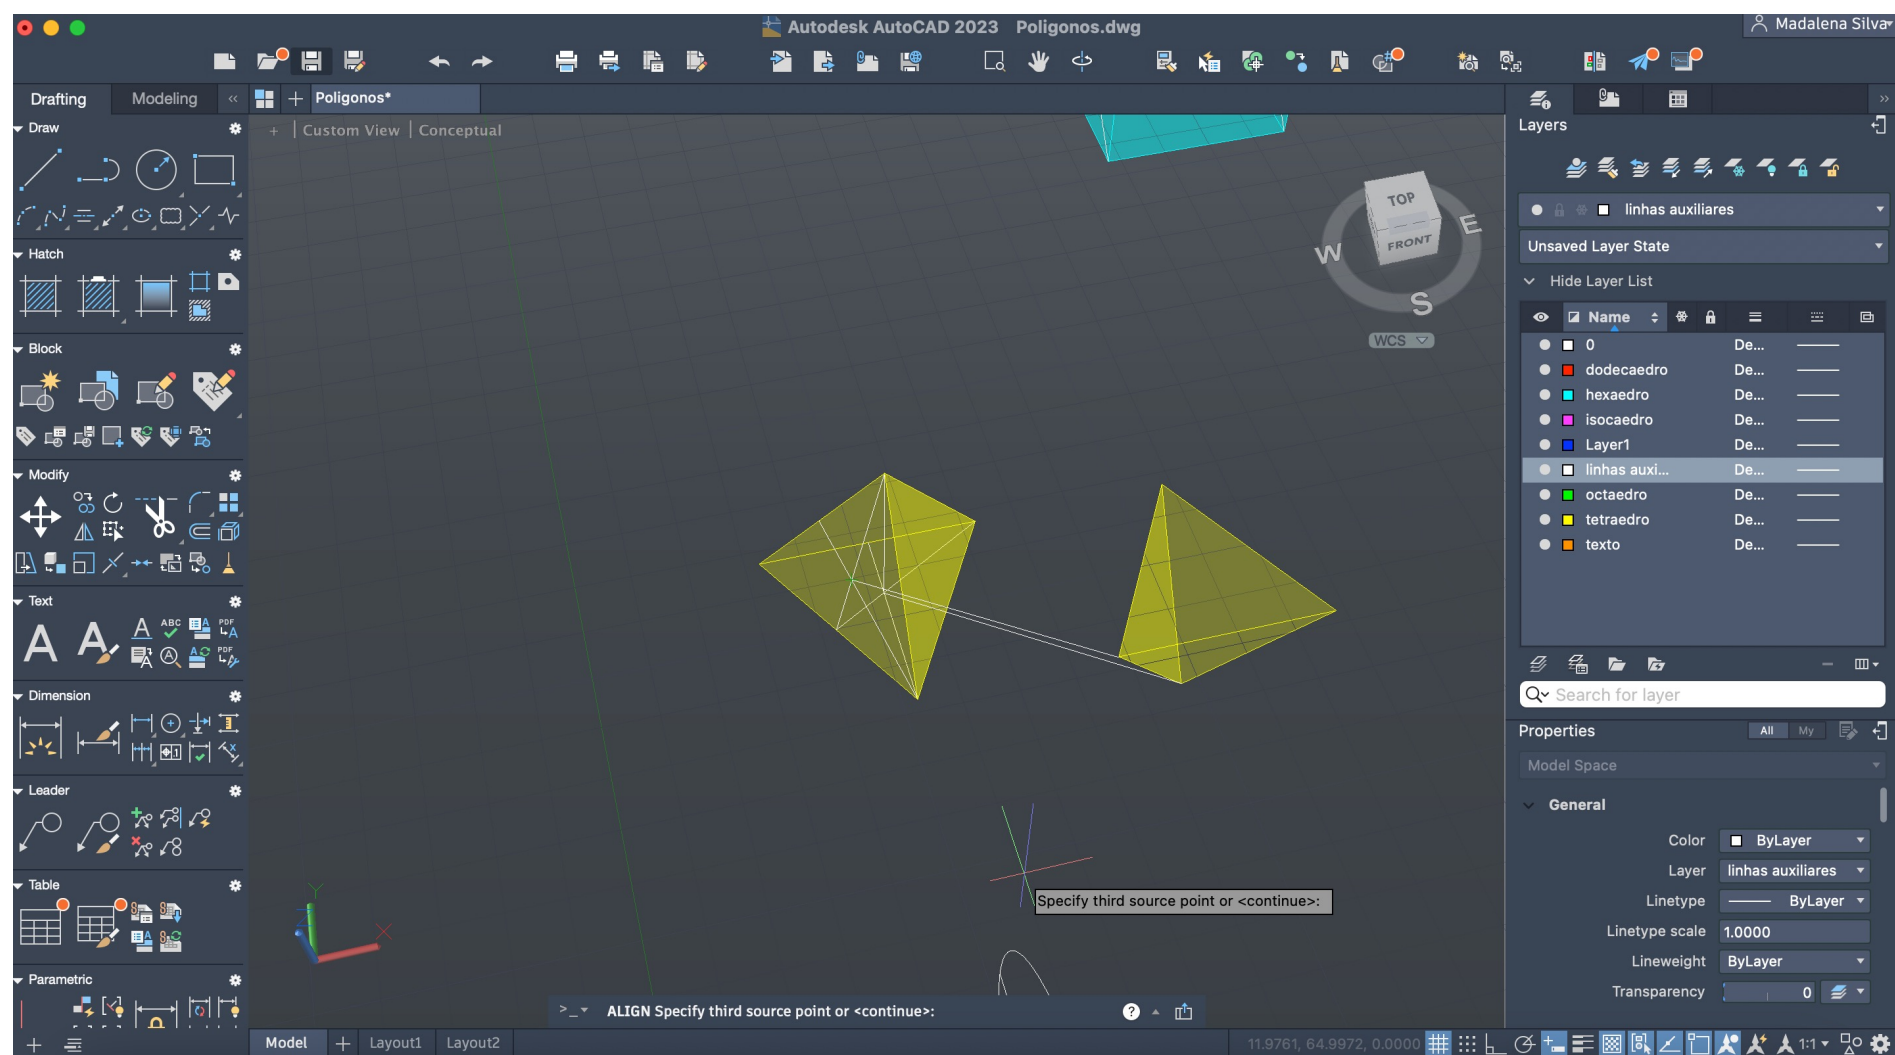 Autodesk AutoCAD 2023 Poligonos.dwg
Madalena Silva
Drafting Modeling
Poligonos*
+ | Custom View | Conceptual
Draw
Hatch
Block
Modify
Text
A A A ABC PDF
A
A PDF
Dimension
Leader
Table
Parametric
TOP
FRONT
W E S
WCS
Y
Z
X
Specify third source point or <continue>:
>_ ALIGN Specify third source point or <continue>:
?
Model + Layout1 Layout2
11.9761, 64.9972, 0.0000
1:1
Layers
linhas auxiliares
Unsaved Layer State
Hide Layer List
Name
0 De...
dodecaedro De...
hexaedro De...
isocaedro De...
Layer1 De...
linhas auxi... De...
octaedro De...
tetraedro De...
texto De...
Search for layer
Properties All My
Model Space
General
Color ByLayer
Layer linhas auxiliares
Linetype ByLayer
Linetype scale 1.0000
Lineweight ByLayer
Transparency 0